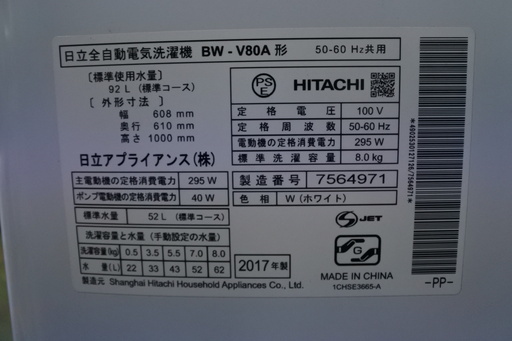 日立全自動電気洗濯機 BW - V80A 形 50-60 Hz共用
〔標準使用水量〕
92 L (標準コース)
〔 外 形 寸 法 〕
幅 608 mm
奥行 610 mm
高さ 1000 mm
日立アプライアンス(株)
主電動機の定格消費電力 295 W
ポンプ電動機の定格消費電力 40 W
標準水量 52 L (標準コース)
洗濯容量と水量 (手動設定の水量)
洗濯容量(kg) 0.5 3.5 5.5 7.0 8.0
水 量(L) 22 33 43 52 62
製造元 Shanghai Hitachi Household Appliances Co., Ltd.
PS
E
HITACHI
定 格 電 圧 100 V
定 格 周 波 数 50-60 Hz
電動機の定格消費電力 295 W
標 準 洗 濯 容 量 8.0 kg
製 造 番 号 7564971
色 相 W (ホワイト)
2017 年製
JET
G
MADE IN CHINA
1CHSE3665-A
-PP-